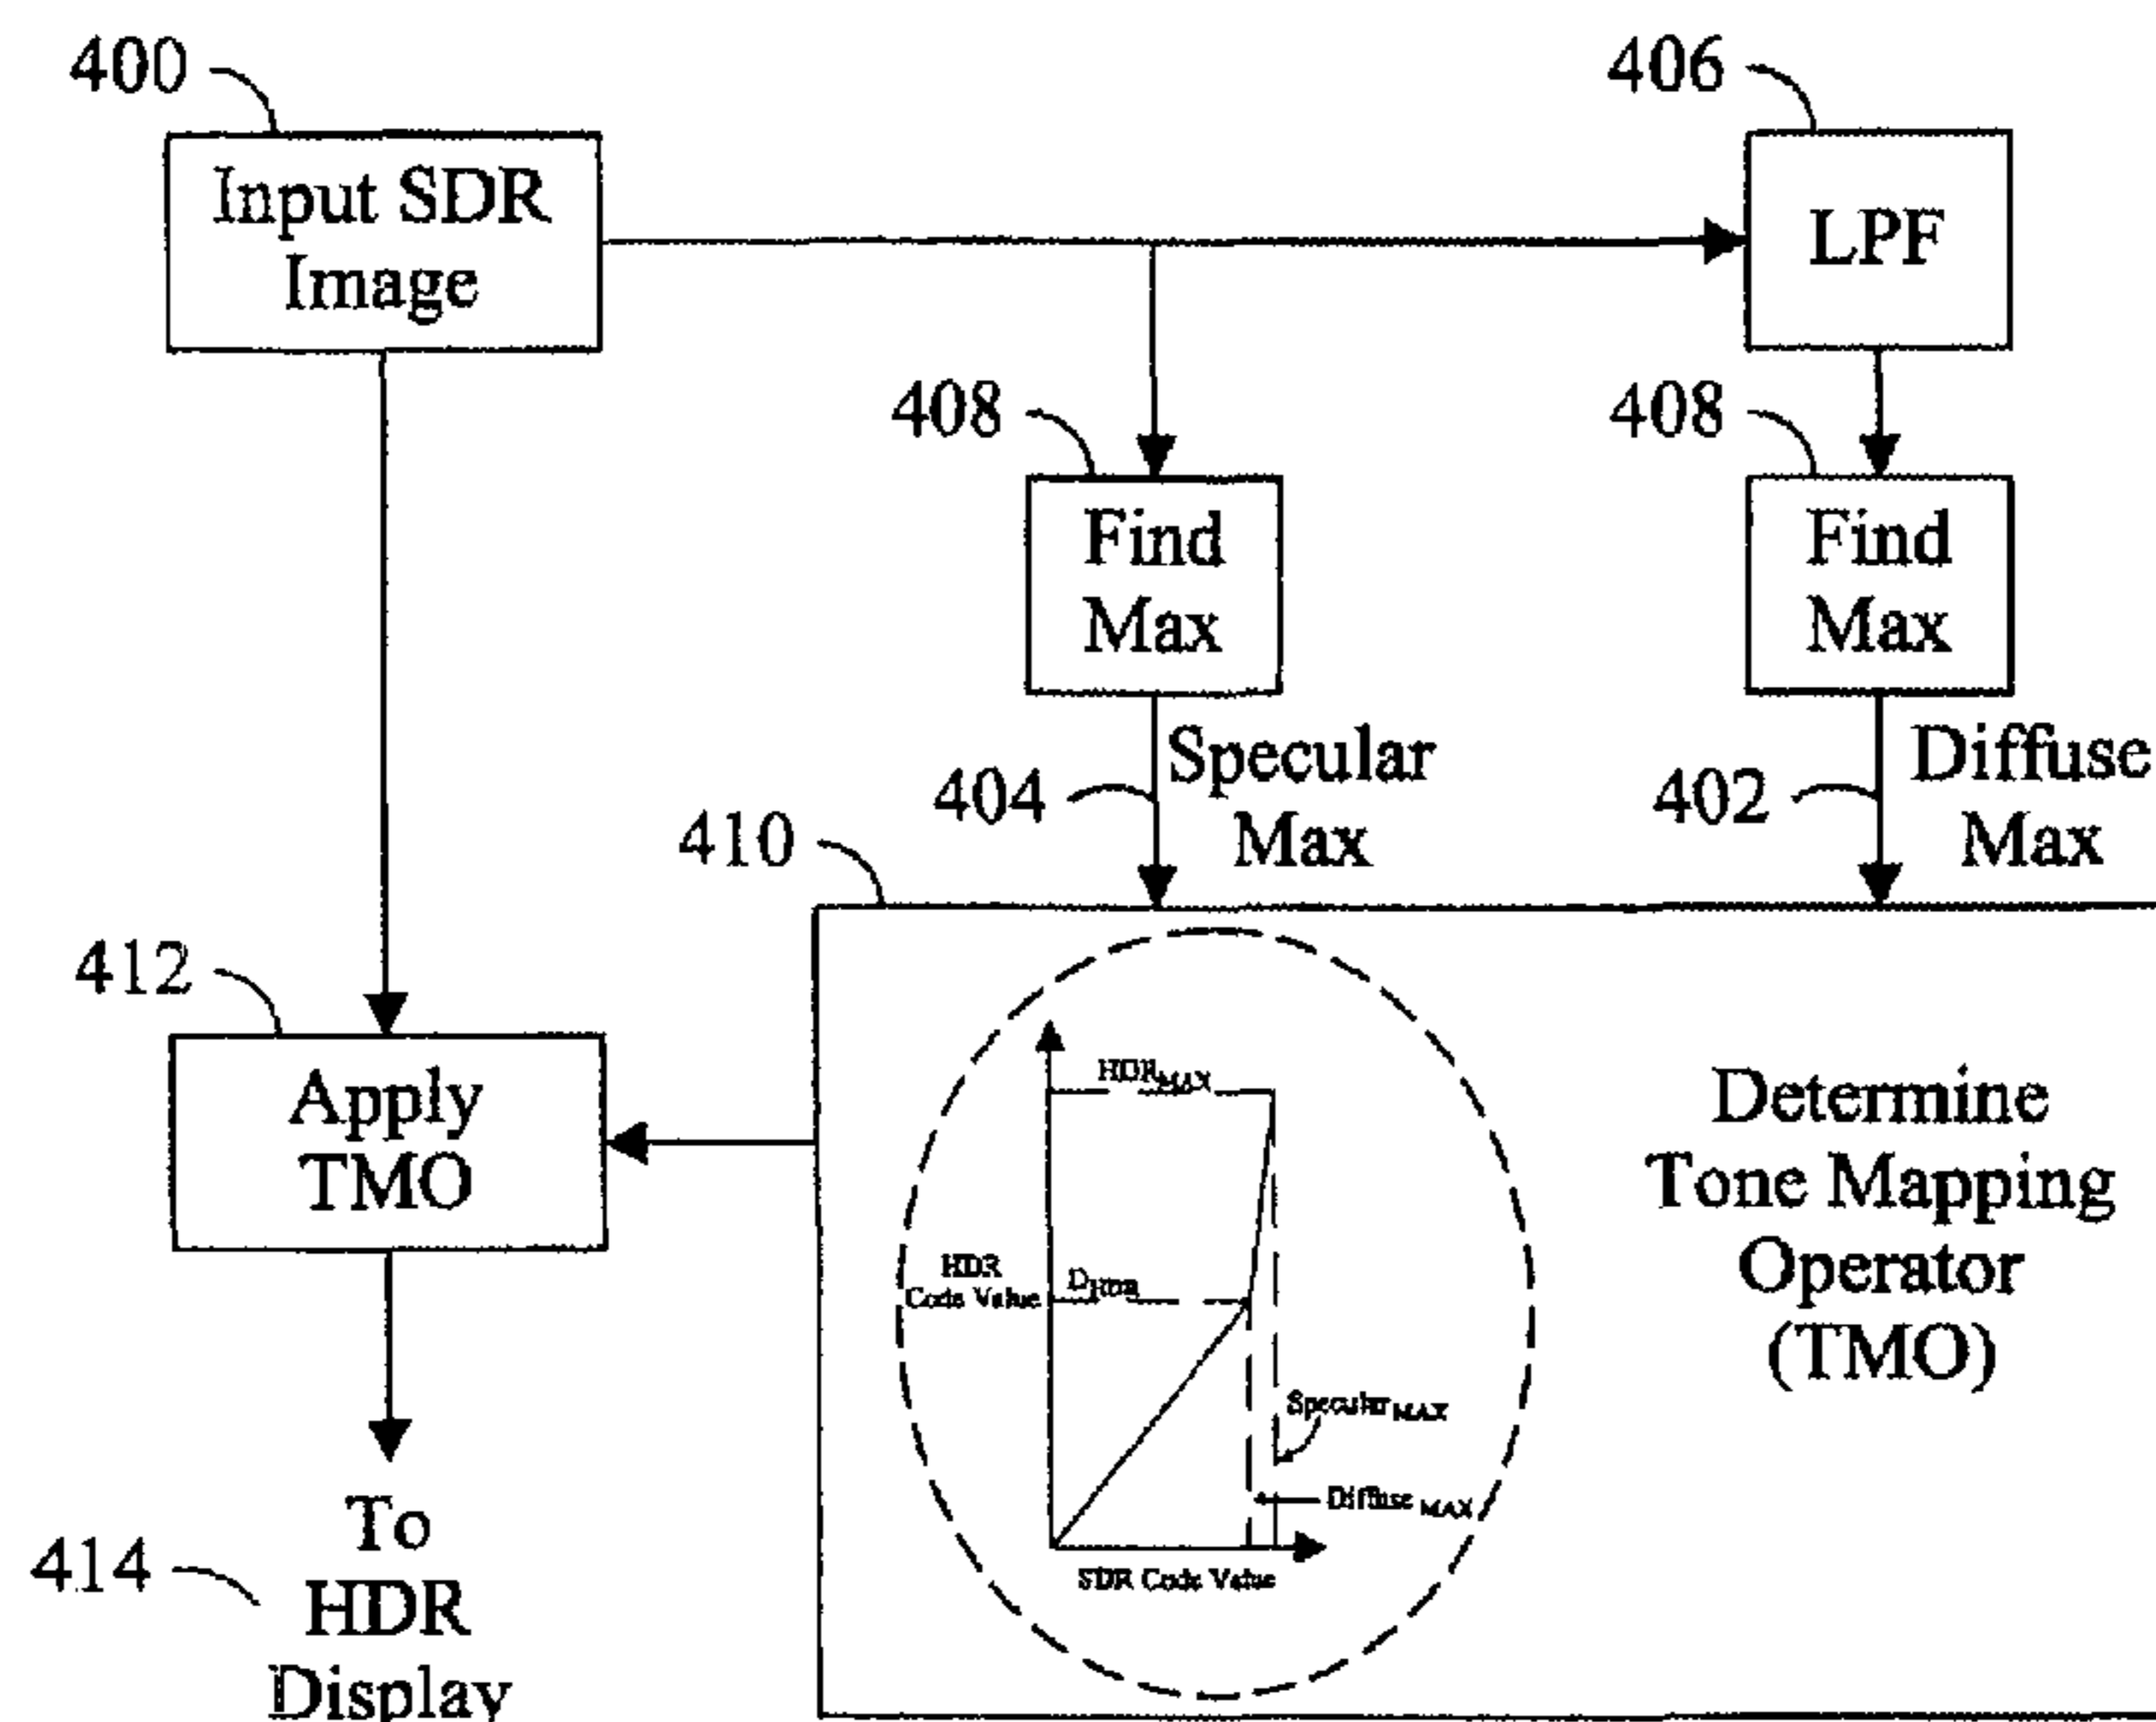 400
Input SDR
Image
406
LPF
408
Find
Max
408
Find
Max
404
Specular
Max
402
Diffuse
Max
410
412
Apply
TMO
HDR MAX
HDR
Code Value
D HDR
Specular MAX
Diffuse MAX
SDR Code Value
Determine
Tone Mapping
Operator
(TMO)
414
To
HDR
Display